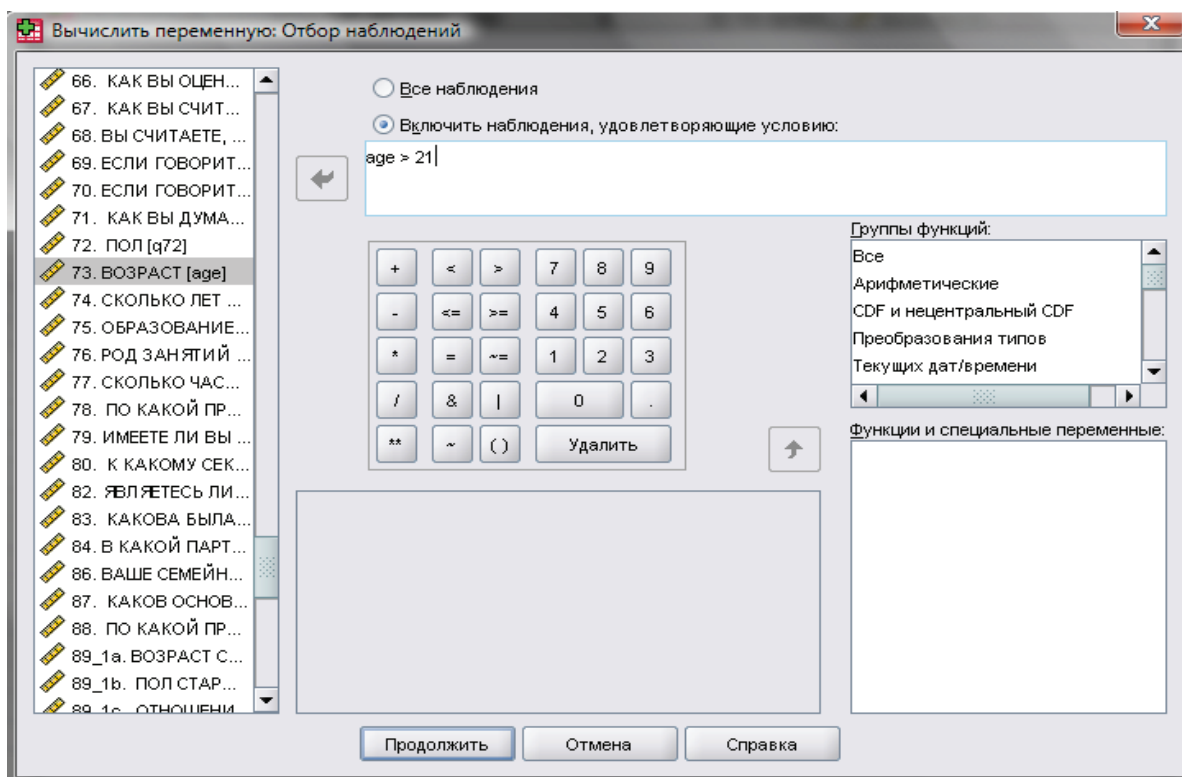 Вычислить переменную: Отбор наблюдений
66. КАК ВЫ ОЦЕН...
67. КАК ВЫ СЧИТ...
68. ВЫ СЧИТАЕТЕ, ...
69. ЕСЛИ ГОВОРИТ...
70. ЕСЛИ ГОВОРИТ...
71. КАК ВЫ ДУМА...
72. ПОЛ [q72]
73. ВОЗРАСТ [age]
74. СКОЛЬКО ЛЕТ ...
75. ОБРАЗОВАНИЕ...
76. РОД ЗАНЯТИЙ ...
77. СКОЛЬКО ЧАС...
78. ПО КАКОЙ ПР...
79. ИМЕЕТЕ ЛИ ВЫ ...
80. К КАКОМУ СЕК...
82. ЯВЛЯЕТЕСЬ ЛИ...
83. КАКОВА БЫЛА...
84. В КАКОЙ ПАРТ...
86. ВАШЕ СЕМЕЙН...
87. КАКОВ ОСНОВ...
88. ПО КАКОЙ ПР...
89_1a. ВОЗРАСТ С...
89_1b. ПОЛ СТАР...
89_1c. ОТНОШЕНИ...
Все наблюдения
Включить наблюдения, удовлетворяющие условию:
age > 21
+ < > 7 8 9
- <= >= 4 5 6
* = ~= 1 2 3
/ & | 0 .
** ~ ( ) Удалить
Группы функций:
Все
Арифметические
CDF и нецентральный CDF
Преобразования типов
Текущих дат/времени
Функции и специальные переменные:
Продолжить Отмена Справка